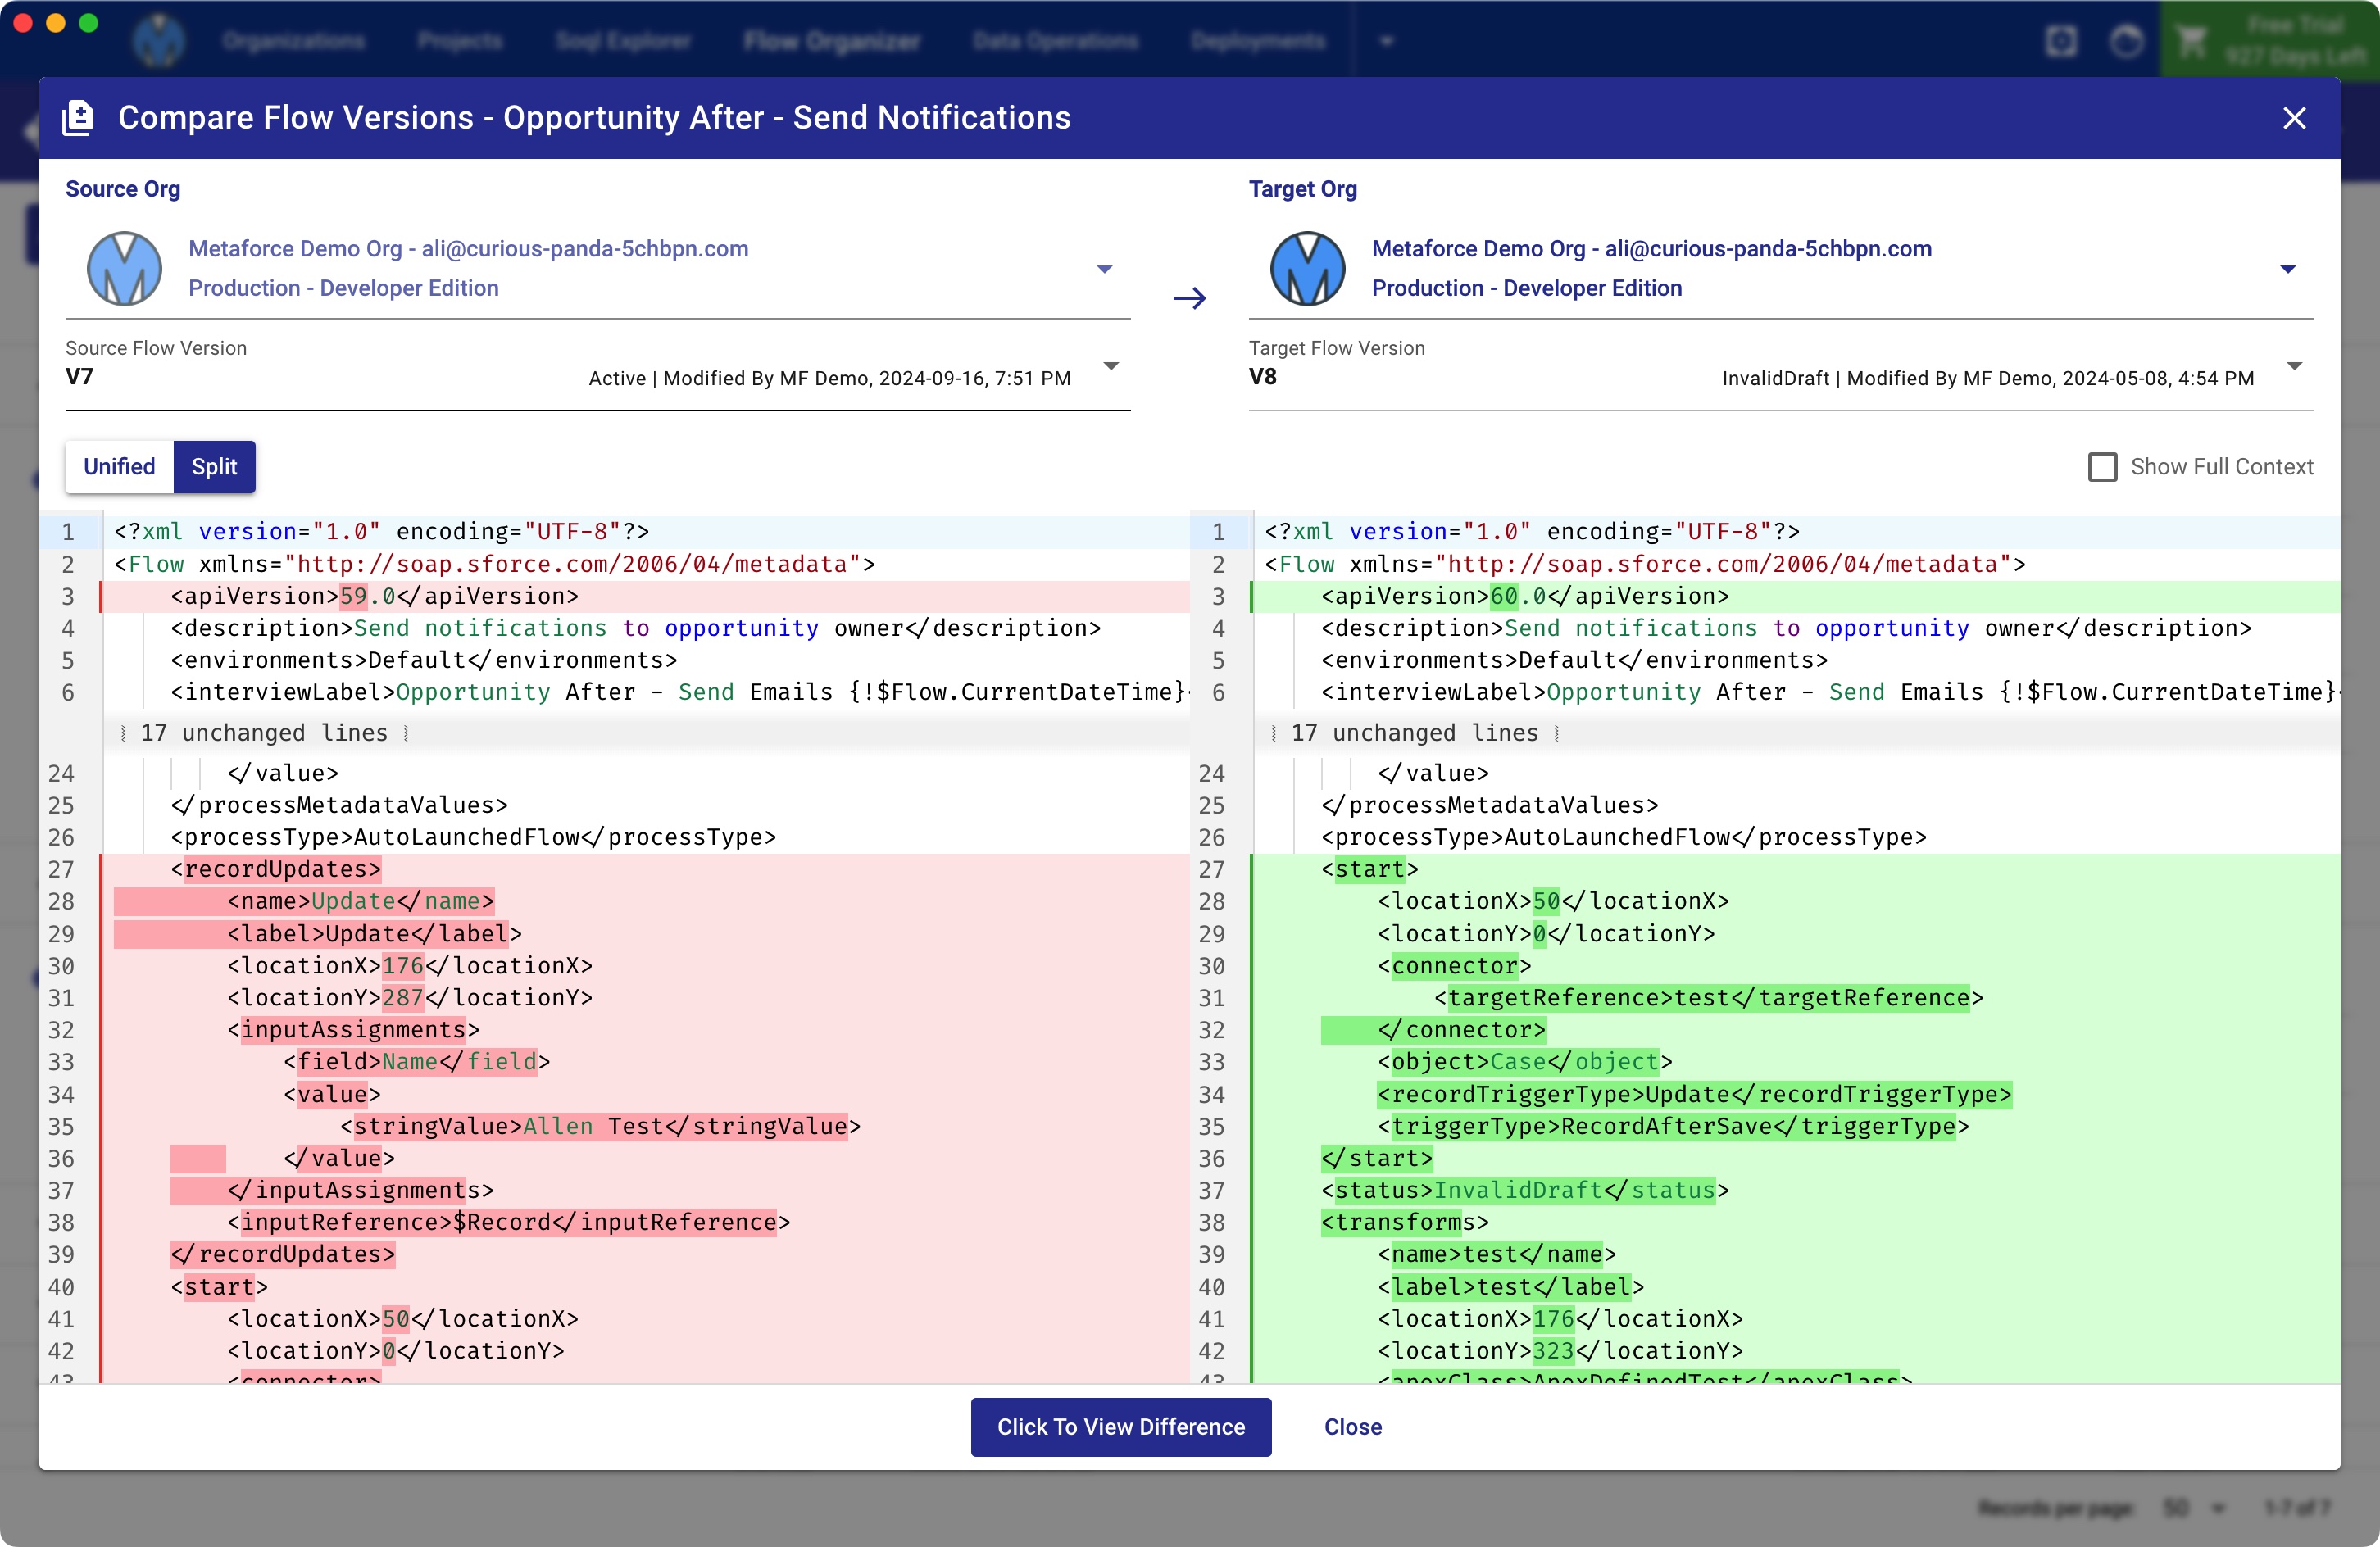 Organizations Projects Soql Explorer Flow Organizer Data Operations Deployments
Free Trial
927 Days Left
Compare Flow Versions - Opportunity After - Send Notifications
Source Org
Metaforce Demo Org - ali@curious-panda-5chbpn.com
Production - Developer Edition
Source Flow Version
V7
Active | Modified By MF Demo, 2024-09-16, 7:51 PM
Target Org
Metaforce Demo Org - ali@curious-panda-5chbpn.com
Production - Developer Edition
Target Flow Version
V8
InvalidDraft | Modified By MF Demo, 2024-05-08, 4:54 PM
Unified Split
Show Full Context
1 <?xml version="1.0" encoding="UTF-8"?>
2 <Flow xmlns="http://soap.sforce.com/2006/04/metadata">
3 <apiVersion>59.0</apiVersion>
4 <description>Send notifications to opportunity owner</description>
5 <environments>Default</environments>
6 <interviewLabel>Opportunity After - Send Emails {!$Flow.CurrentDateTime}
17 unchanged lines
24 </value>
25 </processMetadataValues>
26 <processType>AutoLaunchedFlow</processType>
27 <recordUpdates>
28 <name>Update</name>
29 <label>Update</label>
30 <locationX>176</locationX>
31 <locationY>287</locationY>
32 <inputAssignments>
33 <field>Name</field>
34 <value>
35 <stringValue>Allen Test</stringValue>
36 </value>
37 </inputAssignments>
38 <inputReference>$Record</inputReference>
39 </recordUpdates>
40 <start>
41 <locationX>50</locationX>
42 <locationY>0</locationY>
43 <connector>
1 <?xml version="1.0" encoding="UTF-8"?>
2 <Flow xmlns="http://soap.sforce.com/2006/04/metadata">
3 <apiVersion>60.0</apiVersion>
4 <description>Send notifications to opportunity owner</description>
5 <environments>Default</environments>
6 <interviewLabel>Opportunity After - Send Emails {!$Flow.CurrentDateTime}
17 unchanged lines
24 </value>
25 </processMetadataValues>
26 <processType>AutoLaunchedFlow</processType>
27 <start>
28 <locationX>50</locationX>
29 <locationY>0</locationY>
30 <connector>
31 <targetReference>test</targetReference>
32 </connector>
33 <object>Case</object>
34 <recordTriggerType>Update</recordTriggerType>
35 <triggerType>RecordAfterSave</triggerType>
36 </start>
37 <status>InvalidDraft</status>
38 <transforms>
39 <name>test</name>
40 <label>test</label>
41 <locationX>176</locationX>
42 <locationY>323</locationY>
43 <apexClass>ApexDefinedTest</apexClass>
Click To View Difference Close
Records per page: 50 1-7 of 7